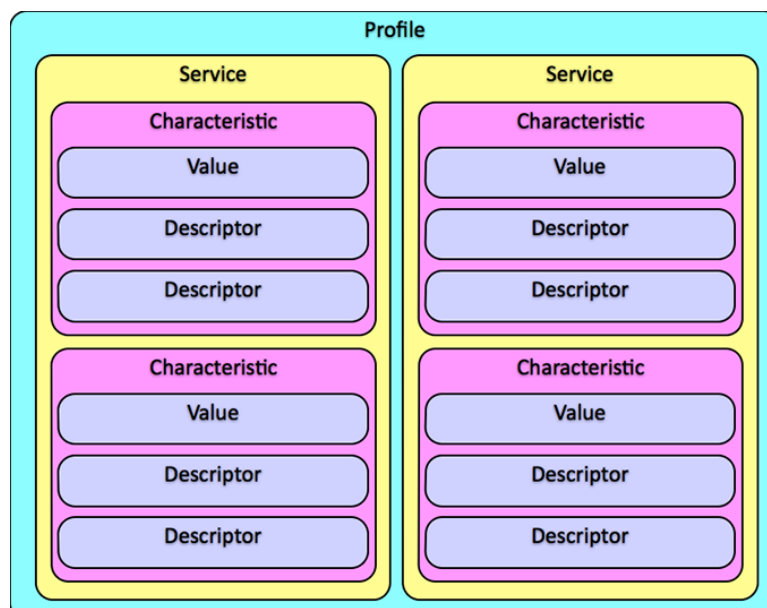 Profile
Service
Characteristic
Value
Descriptor
Descriptor
Characteristic
Value
Descriptor
Descriptor
Service
Characteristic
Value
Descriptor
Descriptor
Characteristic
Value
Descriptor
Descriptor